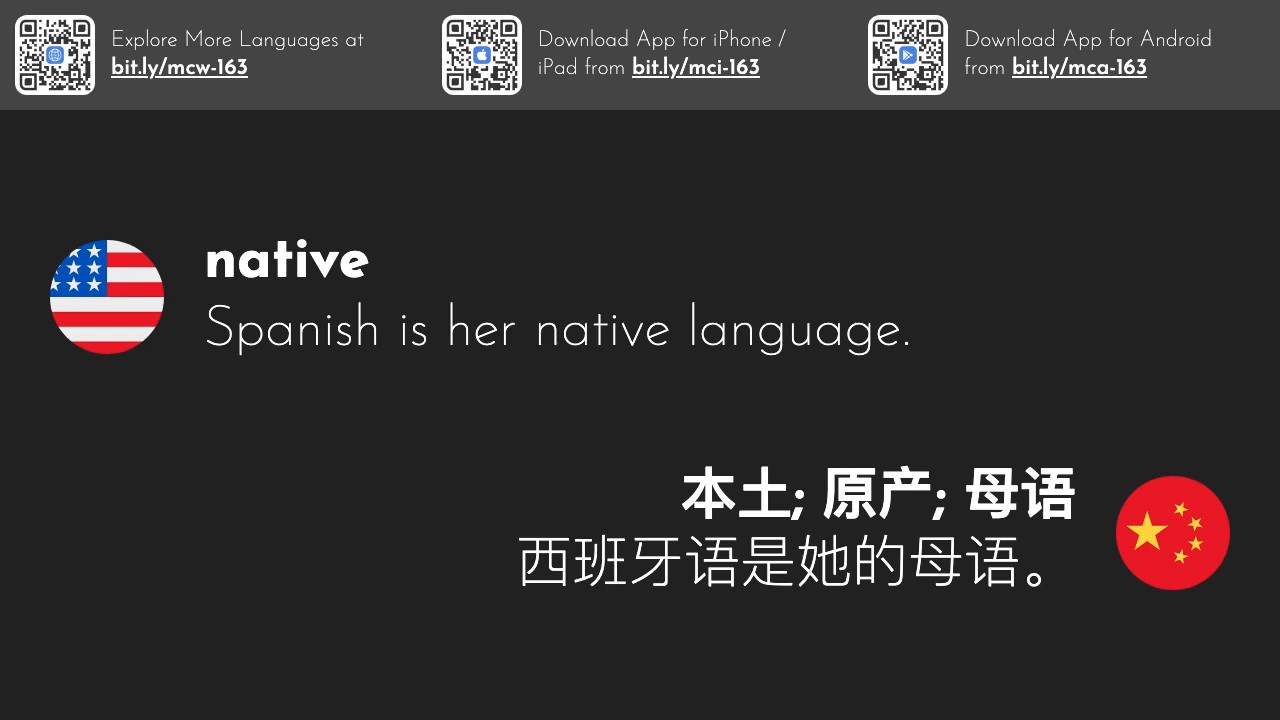 Explore More Languages at
bit.ly/mcw-163
Download App for iPhone /
iPad from bit.ly/mci-163
Download App for Android
from bit.ly/mca-163
native
Spanish is her native language.
本土; 原产; 母语
西班牙语是她的母语。